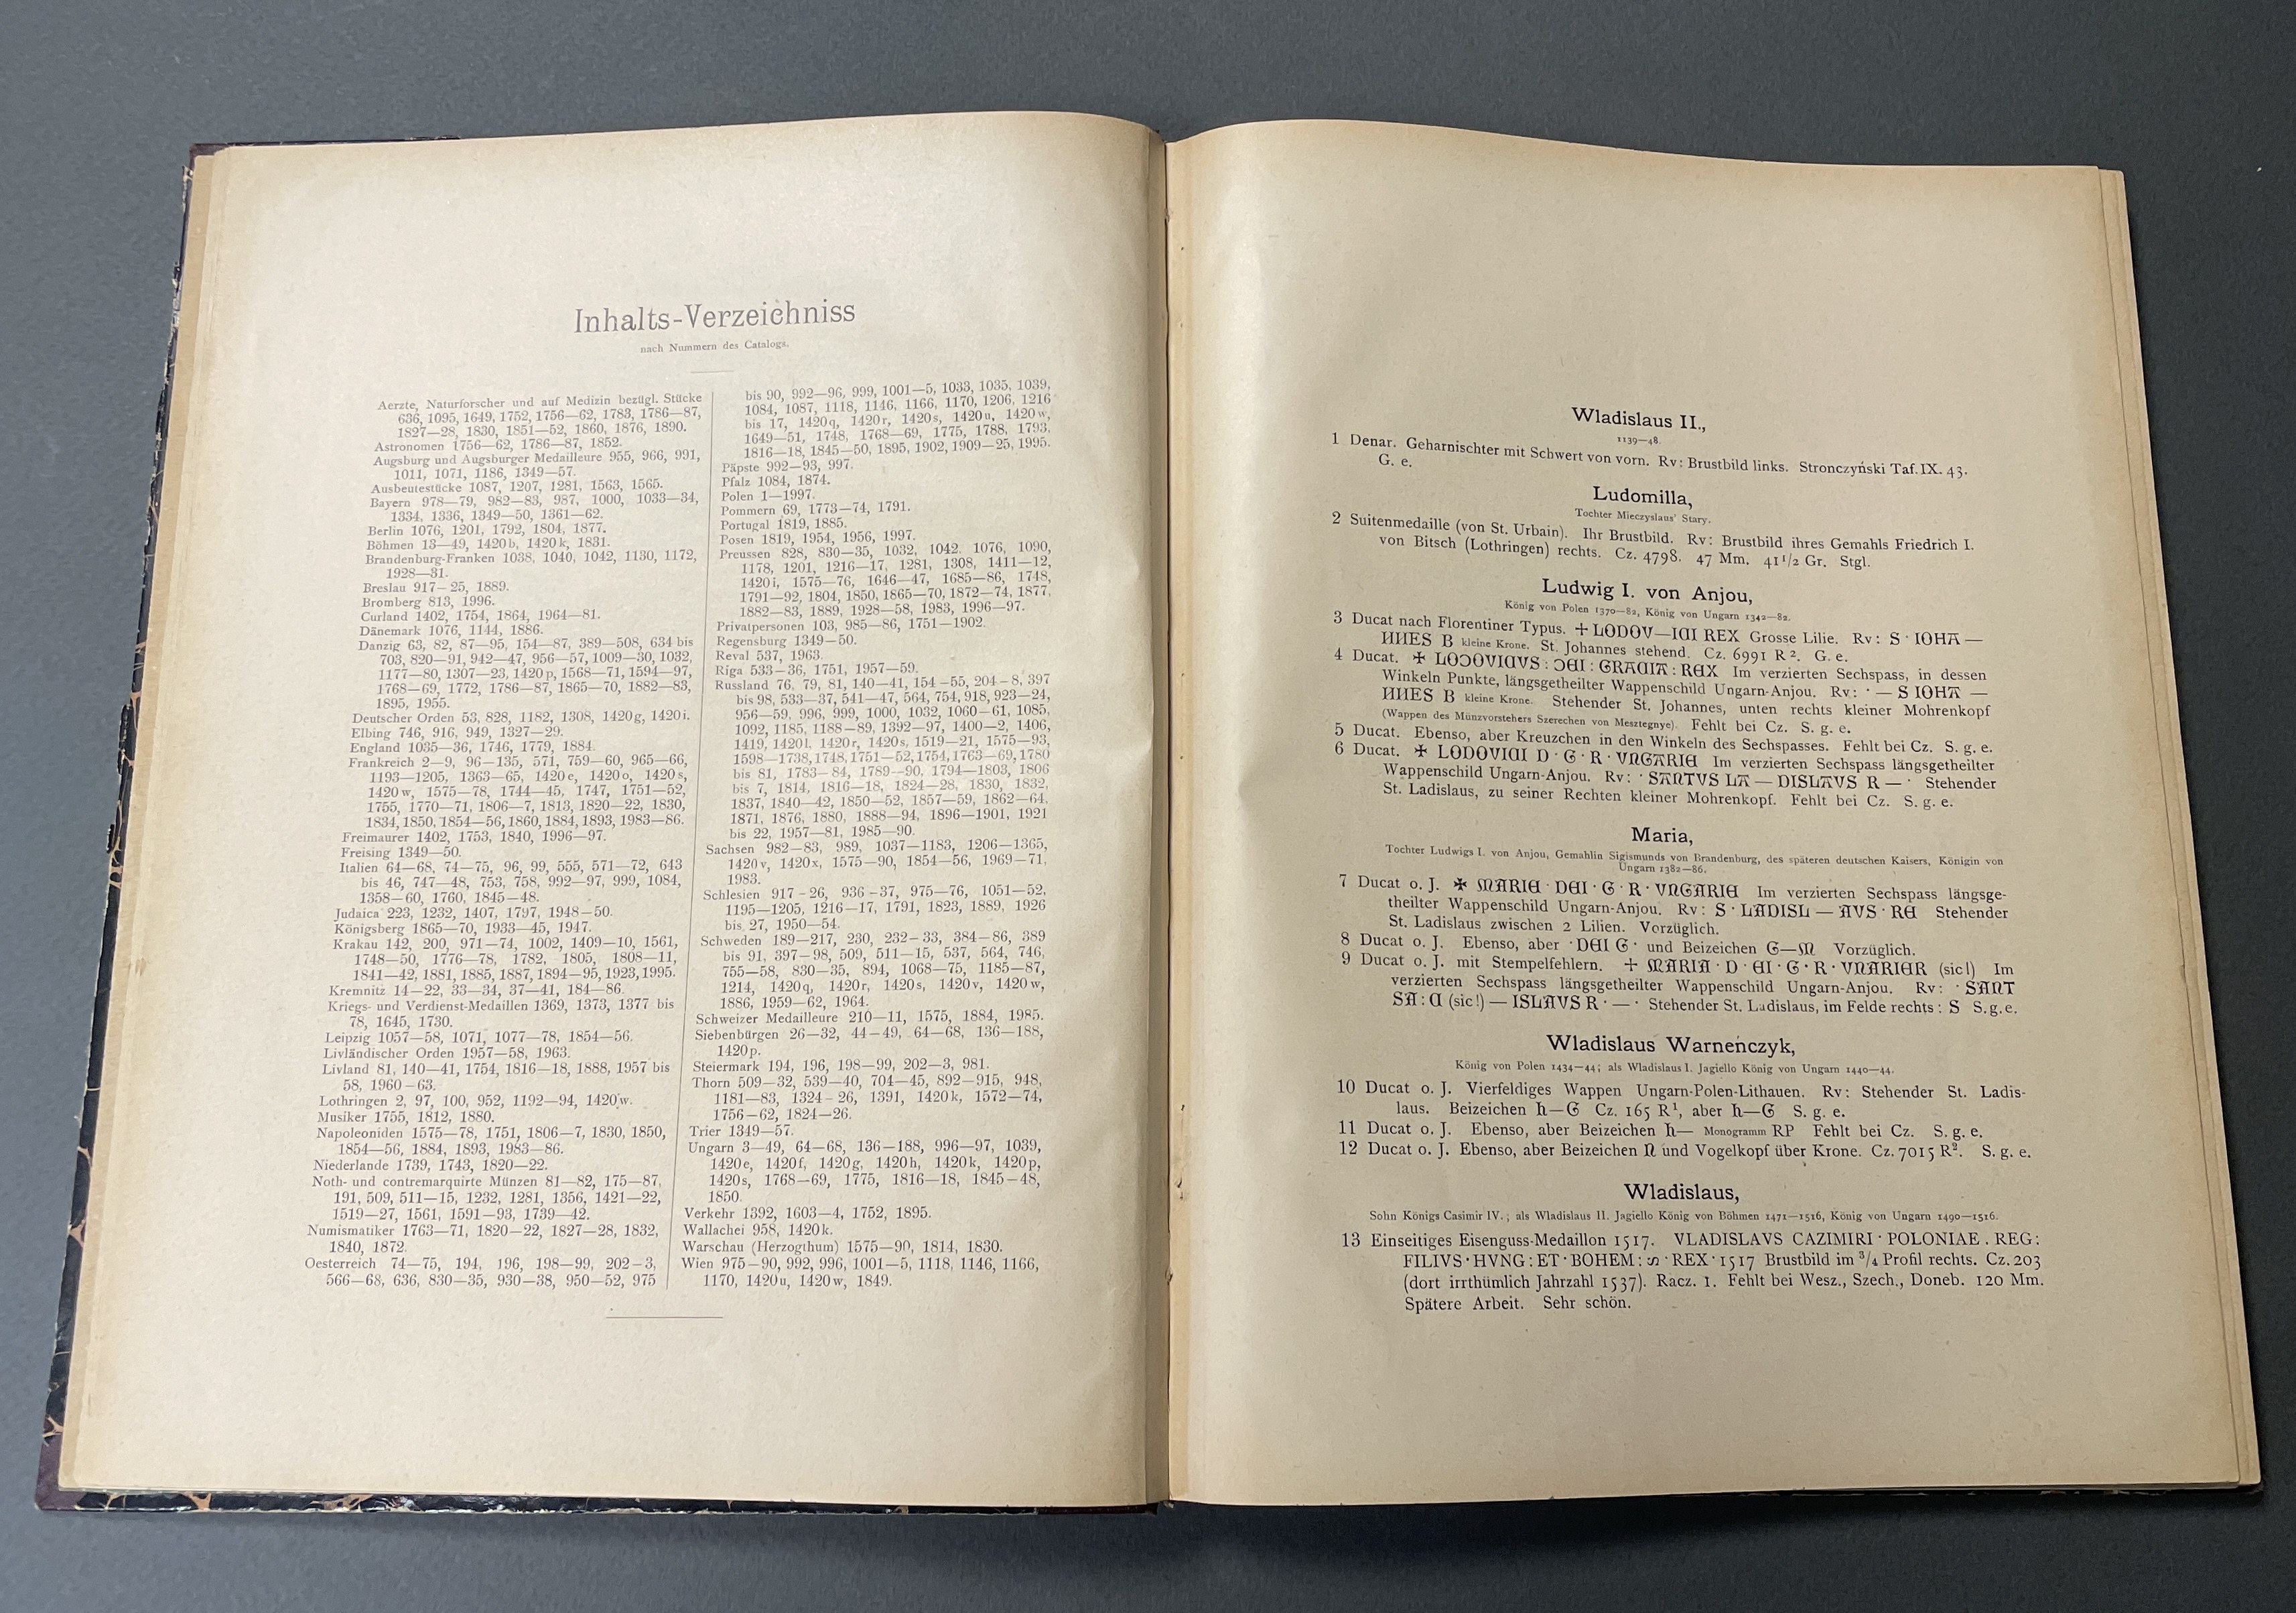 Inhalts-Verzeichniss
nach Nummern des Catalogs.
Aerzte, Naturforscher und auf Medizin bezügl. Stücke
636, 1095, 1649, 1752, 1756—62, 1783, 1786—87,
1827—28, 1830, 1851—52, 1860, 1876, 1890.
Astronomen 1756—62, 1786—87, 1852.
Augsburg und Augsburger Medailleure 955, 966, 991,
1011, 1071, 1186, 1349—57.
Ausbeutestücke 1087, 1207, 1281, 1563, 1565.
Bayern 978—79, 982—83, 987, 1000, 1033—34,
1334, 1336, 1349—50, 1361—62.
Berlin 1076, 1201, 1792, 1804, 1877.
Böhmen 13—49, 1420b, 1420k, 1831.
Brandenburg-Franken 1038, 1040, 1042, 1130, 1172,
1928—31.
Breslau 917—25, 1889.
Bromberg 813, 1996.
Curland 1402, 1754, 1864, 1964—81.
Dänemark 1076, 1144, 1886.
Danzig 63, 82, 87—95, 154—87, 389—508, 634 bis
703, 820—91, 942—47, 956—57, 1009—30, 1032,
1177—80, 1307—23, 1420p, 1568—71, 1594—97,
1768—69, 1772, 1786—87, 1865—70, 1882—83,
1895, 1955.
Deutscher Orden 53, 828, 1182, 1308, 1420g, 1420i.
Elbing 746, 916, 949, 1327—29.
England 1035—36, 1746, 1779, 1884.
Frankreich 2—9, 96—135, 571, 759—60, 965—66,
1193—1205, 1363—65, 1420e, 1420o, 1420s,
1420w, 1575—78, 1744—45, 1747, 1751—52,
1755, 1770—71, 1806—7, 1813, 1820—22, 1830,
1834, 1850, 1854—56, 1860, 1884, 1893, 1983—86.
Freimaurer 1402, 1753, 1840, 1996—97.
Freising 1349—50.
Italien 64—68, 74—75, 96, 99, 555, 571—72, 643
bis 46, 747—48, 753, 758, 992—97, 999, 1084,
1358—60, 1760, 1845—48.
Judaica 223, 1232, 1407, 1797, 1948—50.
Königsberg 1865—70, 1933—45, 1947.
Krakau 142, 200, 971—74, 1002, 1409—10, 1561,
1748—50, 1776—78, 1782, 1805, 1808—11,
1841—42, 1881, 1885, 1887, 1894—95, 1923, 1995.
Kremnitz 14—22, 33—34, 37—41, 184—86.
Kriegs- und Verdienst-Medaillen 1369, 1373, 1377 bis
78, 1645, 1730.
Leipzig 1057—58, 1071, 1077—78, 1854—56.
Livländischer Orden 1957—58, 1963.
Livland 81, 140—41, 1754, 1816—18, 1888, 1957 bis
58, 1960—63.
Lothringen 2, 97, 100, 952, 1192—94, 1420w.
Musiker 1755, 1812, 1880.
Napoleoniden 1575—78, 1751, 1806—7, 1830, 1850,
1854—56, 1884, 1893, 1983—86.
Niederlande 1739, 1743, 1820—22.
Noth- und contremarquirte Münzen 81—82, 175—87,
191, 509, 511—15, 1232, 1281, 1356, 1421—22,
1519—27, 1561, 1591—93, 1739—42.
Numismatiker 1763—71, 1820—22, 1827—28, 1832,
1840, 1872.
Oesterreich 74—75, 194, 196, 198—99, 202—3,
566—68, 636, 830—35, 930—38, 950—52, 975
bis 90, 992—96, 999, 1001—5, 1033, 1035, 1039,
1084, 1087, 1118, 1146, 1166, 1170, 1206, 1216
bis 17, 1420q, 1420r, 1420s, 1420u, 1420w,
1649—51, 1748, 1768—69, 1775, 1788, 1793,
1816—18, 1845—50, 1895, 1902, 1909—25, 1995.
Päpste 992—93, 997.
Pfalz 1084, 1874.
Polen 1—1997.
Pommern 69, 1773—74, 1791.
Portugal 1819, 1885.
Posen 1819, 1954, 1956, 1997.
Preussen 828, 830—35, 1032, 1042. 1076, 1090,
1178, 1201, 1216—17, 1281, 1308, 1411—12,
1420i, 1575—76, 1646—47, 1685—86, 1748,
1791—92, 1804, 1850, 1865—70, 1872—74, 1877,
1882—83, 1889, 1928—58, 1983, 1996—97.
Privatpersonen 103, 985—86, 1751—1902.
Regensburg 1349—50.
Reval 537, 1963.
Riga 533—36, 1751, 1957—59.
Russland 76, 79, 81, 140—41, 154—55, 204—8, 397
bis 98, 533—37, 541—47, 564, 754, 918, 923—24,
956—59, 996, 999, 1000, 1032, 1060—61, 1085,
1092, 1185, 1188—89, 1392—97, 1400—2, 1406,
1419, 1420l, 1420r, 1420s, 1519—21, 1575—93,
1598—1738, 1748, 1751—52, 1754, 1763—69, 1780
bis 81, 1783—84, 1789—90, 1794—1803, 1806
bis 7, 1814, 1816—18, 1824—28, 1830, 1832,
1837, 1840—42, 1850—52, 1857—59, 1862—64,
1871, 1876, 1880, 1888—94, 1896—1901, 1921
bis 22, 1957—81, 1985—90.
Sachsen 982—83, 989, 1037—1183, 1206—1365,
1420v, 1420x, 1575—90, 1854—56, 1969—71,
1983.
Schlesien 917—26, 936—37, 975—76, 1051—52,
1195—1205, 1216—17, 1791, 1823, 1889, 1926
bis 27, 1950—54.
Schweden 189—217, 230, 232—33, 384—86, 389
bis 91, 397—98, 509, 511—15, 537, 564, 746,
755—58, 830—35, 894, 1068—75, 1185—87,
1214, 1420q, 1420r, 1420s, 1420v, 1420w,
1886, 1959—62, 1964.
Schweizer Medailleure 210—11, 1575, 1884, 1985.
Siebenbürgen 26—32, 44—49, 64—68, 136—188,
1420p.
Steiermark 194, 196, 198—99, 202—3, 981.
Thorn 509—32, 539—40, 704—45, 892—915, 948,
1181—83, 1324—26, 1391, 1420k, 1572—74,
1756—62, 1824—26.
Trier 1349—57.
Ungarn 3—49, 64—68, 136—188, 996—97, 1039,
1420e, 1420f, 1420g, 1420h, 1420k, 1420p,
1420s, 1768—69, 1775, 1816—18, 1845—48,
1850.
Verkehr 1392, 1603—4, 1752, 1895.
Wallachei 958, 1420k.
Warschau (Herzogthum) 1575—90, 1814, 1830.
Wien 975—90, 992, 996, 1001—5, 1118, 1146, 1166,
1170, 1420u, 1420w, 1849.
Wladislaus II.,
1139—48.
1 Denar. Geharnischter mit Schwert von vorn. Rv: Brustbild links. Stronczyński Taf. IX. 43.
G. e.
Ludomilla,
Tochter Mieczyslaus' Stary.
2 Suitenmedaille (von St. Urbain). Ihr Brustbild. Rv: Brustbild ihres Gemahls Friedrich I.
von Bitsch (Lothringen) rechts. Cz. 4798. 47 Mm. 41 1/2 Gr. Stgl.
Ludwig I. von Anjou,
König von Polen 1370—82, König von Ungarn 1342—82.
3 Ducat nach Florentiner Typus. + LODOV—ICI REX Grosse Lilie. Rv: S · IOHA —
NNES B kleine Krone. St. Johannes stehend. Cz. 6991 R². G. e.
4 Ducat. ✠ LODOVICVS : DEI : GRACIA : REX Im verzierten Sechspass, in dessen
Winkeln Punkte, längsgetheilter Wappenschild Ungarn-Anjou. Rv: · — S IOHA —
NNES B kleine Krone. Stehender St. Johannes, unten rechts kleiner Mohrenkopf
(Wappen des Münzvorstehers Szerechen von Mesztegnye). Fehlt bei Cz. S. g. e.
5 Ducat. Ebenso, aber Kreuzchen in den Winkeln des Sechspasses. Fehlt bei Cz. S. g. e.
6 Ducat. ✠ LODOVICI D · G · R · VNGARIE Im verzierten Sechspass längsgetheilter
Wappenschild Ungarn-Anjou. Rv: · SANTVS LA — DISLAVS R — · Stehender
St. Ladislaus, zu seiner Rechten kleiner Mohrenkopf. Fehlt bei Cz. S. g. e.
Maria,
Tochter Ludwigs I. von Anjou, Gemahlin Sigismunds von Brandenburg, des späteren deutschen Kaisers, Königin von
Ungarn 1382—86.
7 Ducat o. J. ✠ MARIE · DEI · G · R · VNGARIE Im verzierten Sechspass längsge-
theilter Wappenschild Ungarn-Anjou. Rv: S · LADISL — AVS · RE Stehender
St. Ladislaus zwischen 2 Lilien. Vorzüglich.
8 Ducat o. J. Ebenso, aber · DEI G · und Beizeichen G—M Vorzüglich.
9 Ducat o. J. mit Stempelfehlern. + MARIA · D · EI · G · R · VNARIER (sic!) Im
verzierten Sechspass längsgetheilter Wappenschild Ungarn-Anjou. Rv: · SANT
SA : C (sic!) — ISLAVS R · — · Stehender St. Ladislaus, im Felde rechts: S S. g. e.
Wladislaus Warneńczyk,
König von Polen 1434—44; als Wladislaus I. Jagiello König von Ungarn 1440—44.
10 Ducat o. J. Vierfeldiges Wappen Ungarn-Polen-Lithauen. Rv: Stehender St. Ladis-
laus. Beizeichen h—G Cz. 165 R¹, aber h—G S. g. e.
11 Ducat o. J. Ebenso, aber Beizeichen h— Monogramm RP Fehlt bei Cz. S. g. e.
12 Ducat o. J. Ebenso, aber Beizeichen N und Vogelkopf über Krone. Cz. 7015 R². S. g. e.
Wladislaus,
Sohn Königs Casimir IV.; als Wladislaus II. Jagiello König von Böhmen 1471—1516, König von Ungarn 1490—1516.
13 Einseitiges Eisenguss-Medaillon 1517. VLADISLAVS CAZIMIRI · POLONIAE . REG:
FILIVS · HVNG : ET · BOHEM : S · REX · 1517 Brustbild im 3/4 Profil rechts. Cz. 203
(dort irrthümlich Jahrzahl 1537). Racz. 1. Fehlt bei Wesz., Szech., Doneb. 120 Mm.
Spätere Arbeit. Sehr schön.